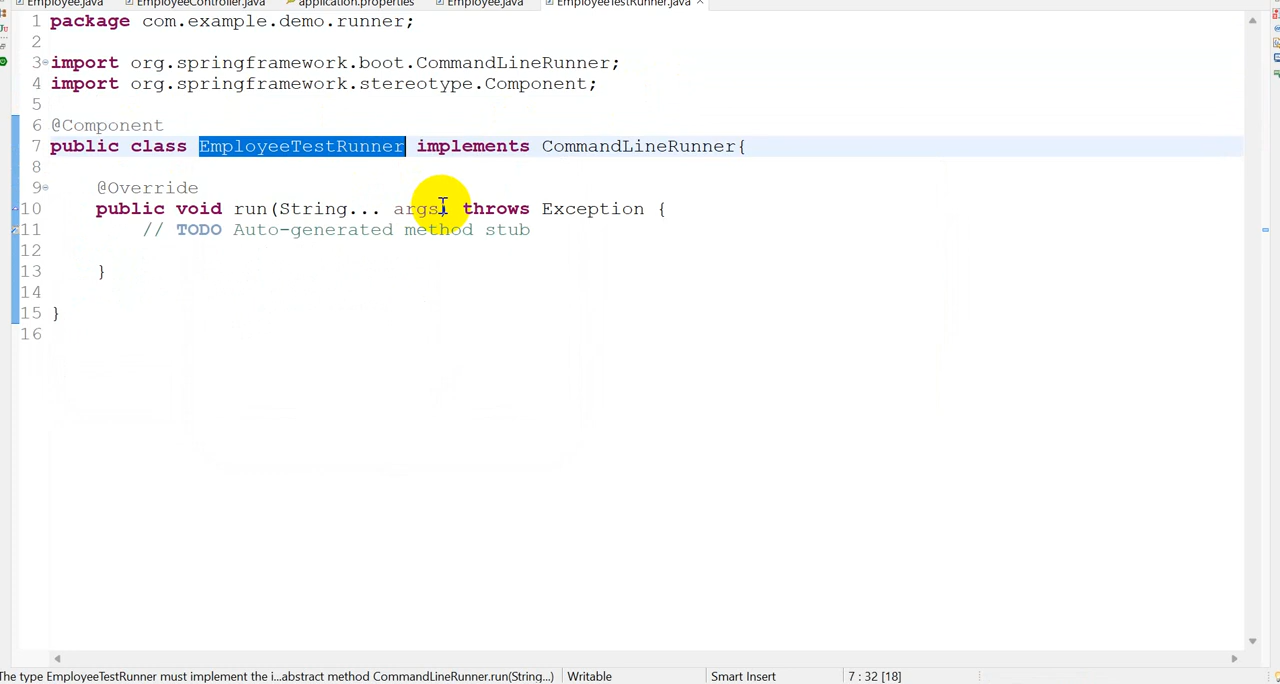 Employee.java EmployeeController.java application.properties Employee.java EmployeeTestRunner.java
1 package com.example.demo.runner;
2
3 import org.springframework.boot.CommandLineRunner;
4 import org.springframework.stereotype.Component;
5
6 @Component
7 public class EmployeeTestRunner implements CommandLineRunner{
8
9 @Override
10 public void run(String... args) throws Exception {
11 // TODO Auto-generated method stub
12
13 }
14
15 }
16
The type EmployeeTestRunner must implement the i...abstract method CommandLineRunner.run(String...) Writable Smart Insert 7 : 32 [18]